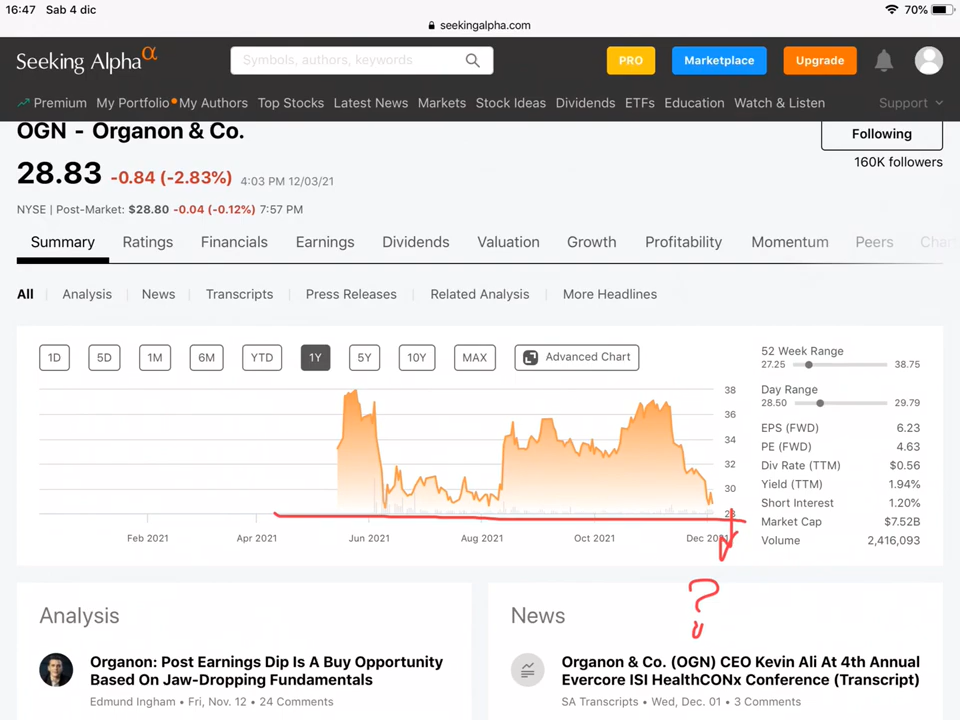 16:47 Sab 4 dic 70%
seekingalpha.com
Seeking Alpha α Symbols, authors, keywords PRO Marketplace Upgrade
Premium My Portfolio My Authors Top Stocks Latest News Markets Stock Ideas Dividends ETFs Education Watch & Listen Support
OGN - Organon & Co. Following
28.83 -0.84 (-2.83%) 4:03 PM 12/03/21 160K followers
NYSE | Post-Market: $28.80 -0.04 (-0.12%) 7:57 PM
Summary Ratings Financials Earnings Dividends Valuation Growth Profitability Momentum Peers
All Analysis News Transcripts Press Releases Related Analysis More Headlines
1D 5D 1M 6M YTD 1Y 5Y 10Y MAX Advanced Chart
38
36
34
32
30
28
Feb 2021 Apr 2021 Jun 2021 Aug 2021 Oct 2021 Dec 2021
52 Week Range
27.25 38.75
Day Range
28.50 29.79
EPS (FWD) 6.23
PE (FWD) 4.63
Div Rate (TTM) $0.56
Yield (TTM) 1.94%
Short Interest 1.20%
Market Cap $7.52B
Volume 2,416,093
?
Analysis
Organon: Post Earnings Dip Is A Buy Opportunity
Based On Jaw-Dropping Fundamentals
Edmund Ingham • Fri, Nov. 12 • 24 Comments
News
Organon & Co. (OGN) CEO Kevin Ali At 4th Annual
Evercore ISI HealthCONx Conference (Transcript)
SA Transcripts • Wed, Dec. 01 • 3 Comments